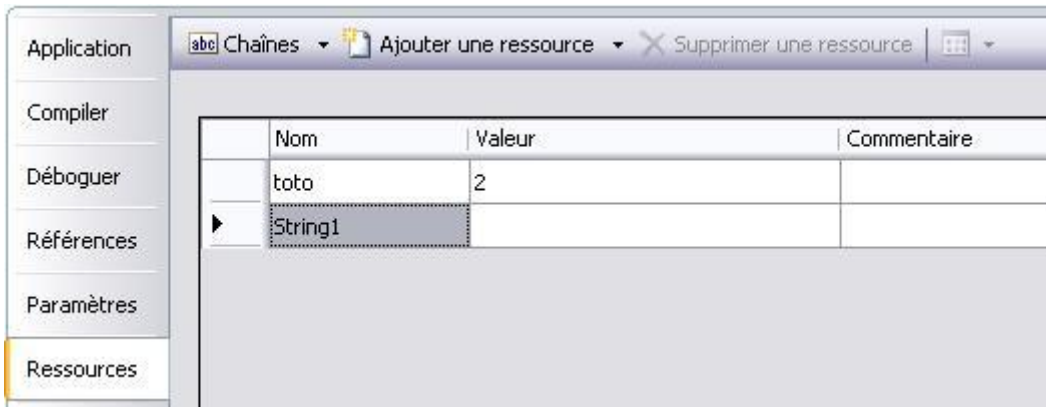 Application
Compiler
Déboguer
Références
Paramètres
Ressources
abc Chaînes Ajouter une ressource Supprimer une ressource
Nom Valeur Commentaire
toto 2
String1